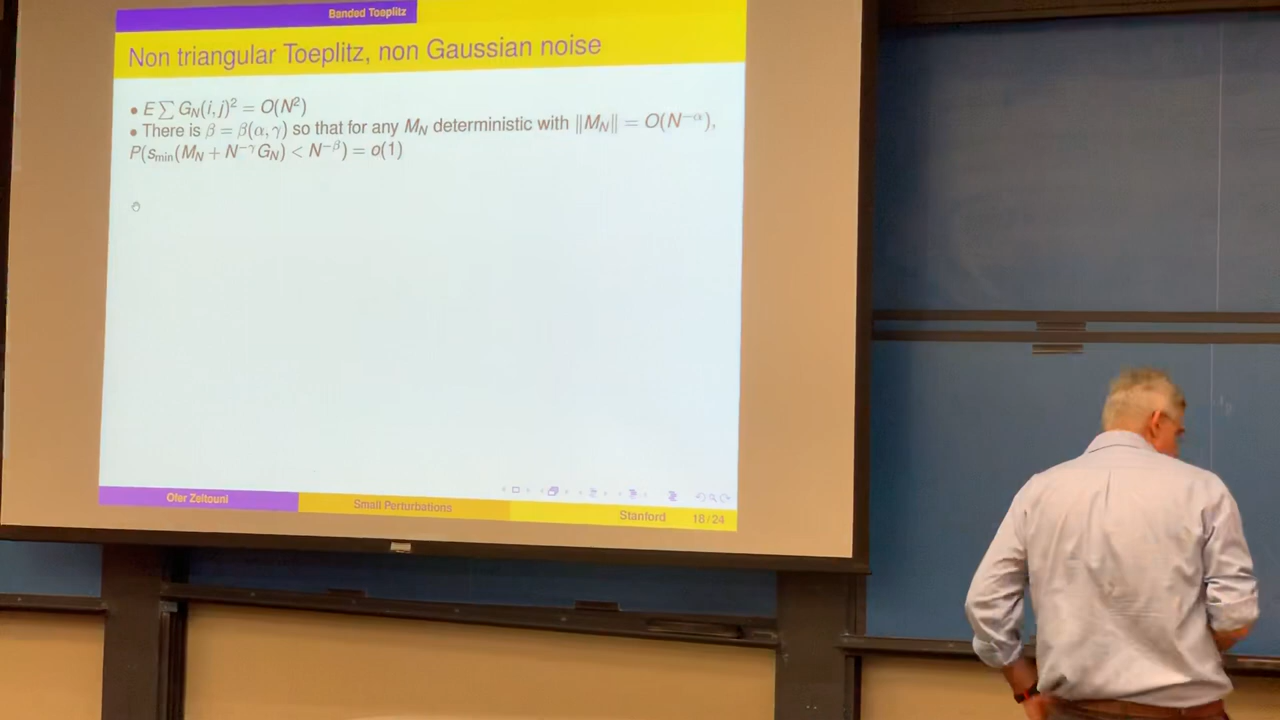 Banded Toeplitz
Non triangular Toeplitz, non Gaussian noise
• E ∑ G_N(i, j)² = O(N²)
• There is β = β(α, γ) so that for any M_N deterministic with ‖M_N‖ = O(N^{-α}),
P(s_min(M_N + N^{-γ}G_N) < N^{-β}) = o(1)
Ofer Zeitouni
Small Perturbations
Stanford
18 / 24